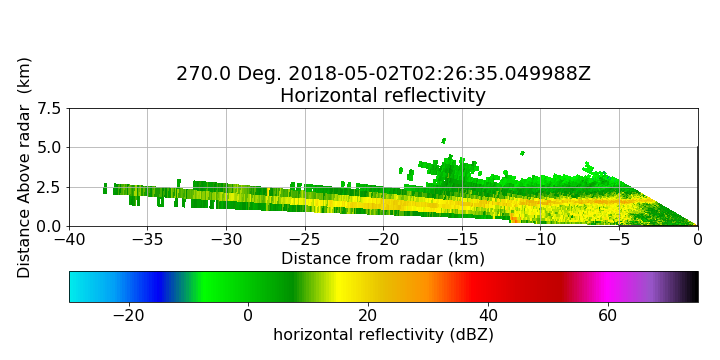 270.0 Deg. 2018-05-02T02:26:35.049988Z
Horizontal reflectivity
Distance Above radar (km)
7.5
5.0
2.5
0.0
−40 −35 −30 −25 −20 −15 −10 −5 0
Distance from radar (km)
−20 0 20 40 60
horizontal reflectivity (dBZ)